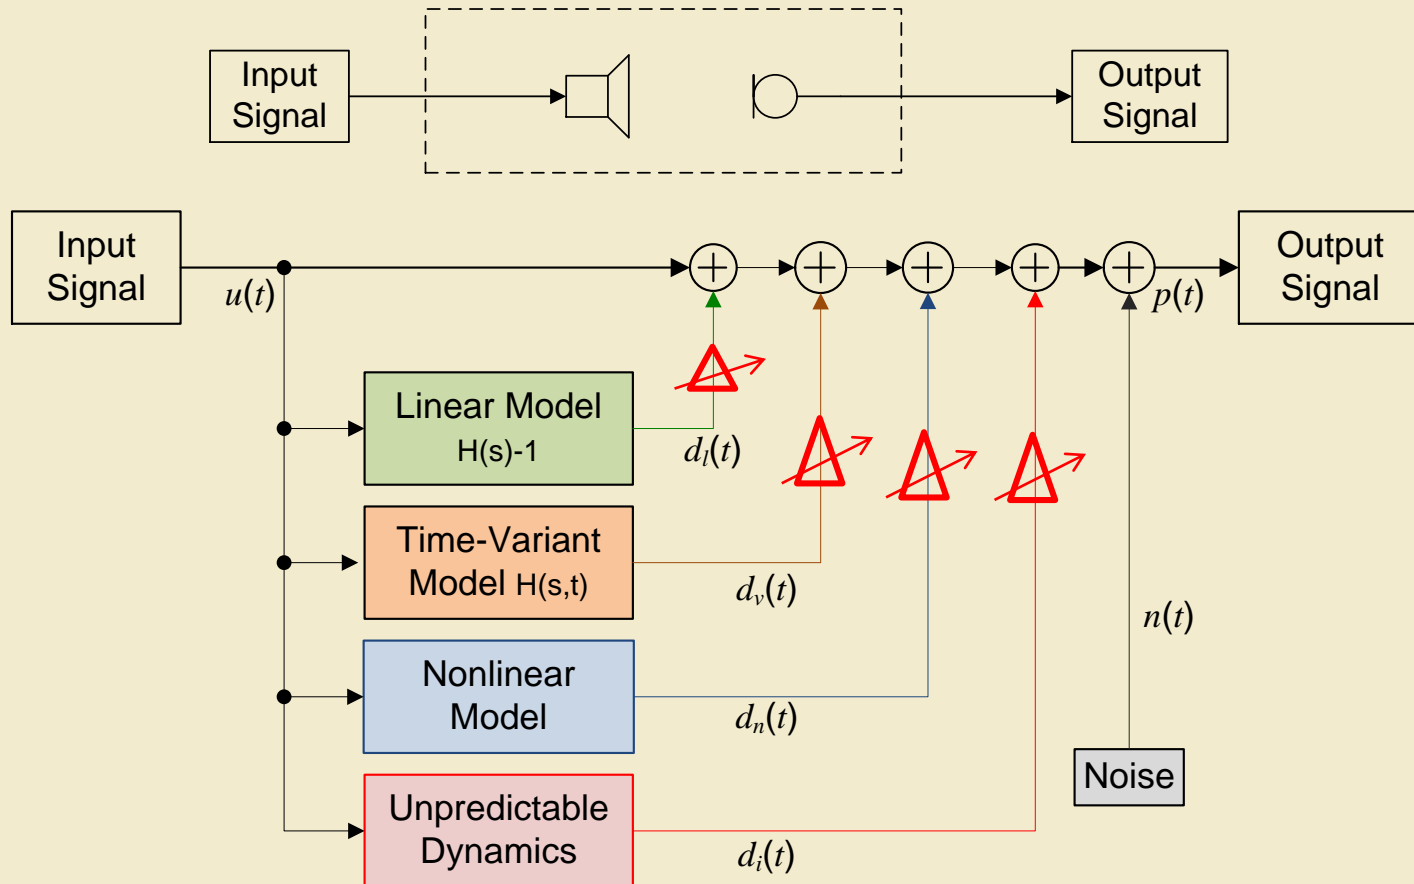 Input
Signal
Output
Signal
Input
Signal
u(t)
p(t)
Output
Signal
Linear Model
H(s)-1
d_l(t)
Time-Variant
Model H(s,t)
d_v(t)
n(t)
Nonlinear
Model
d_n(t)
Noise
Unpredictable
Dynamics
d_i(t)